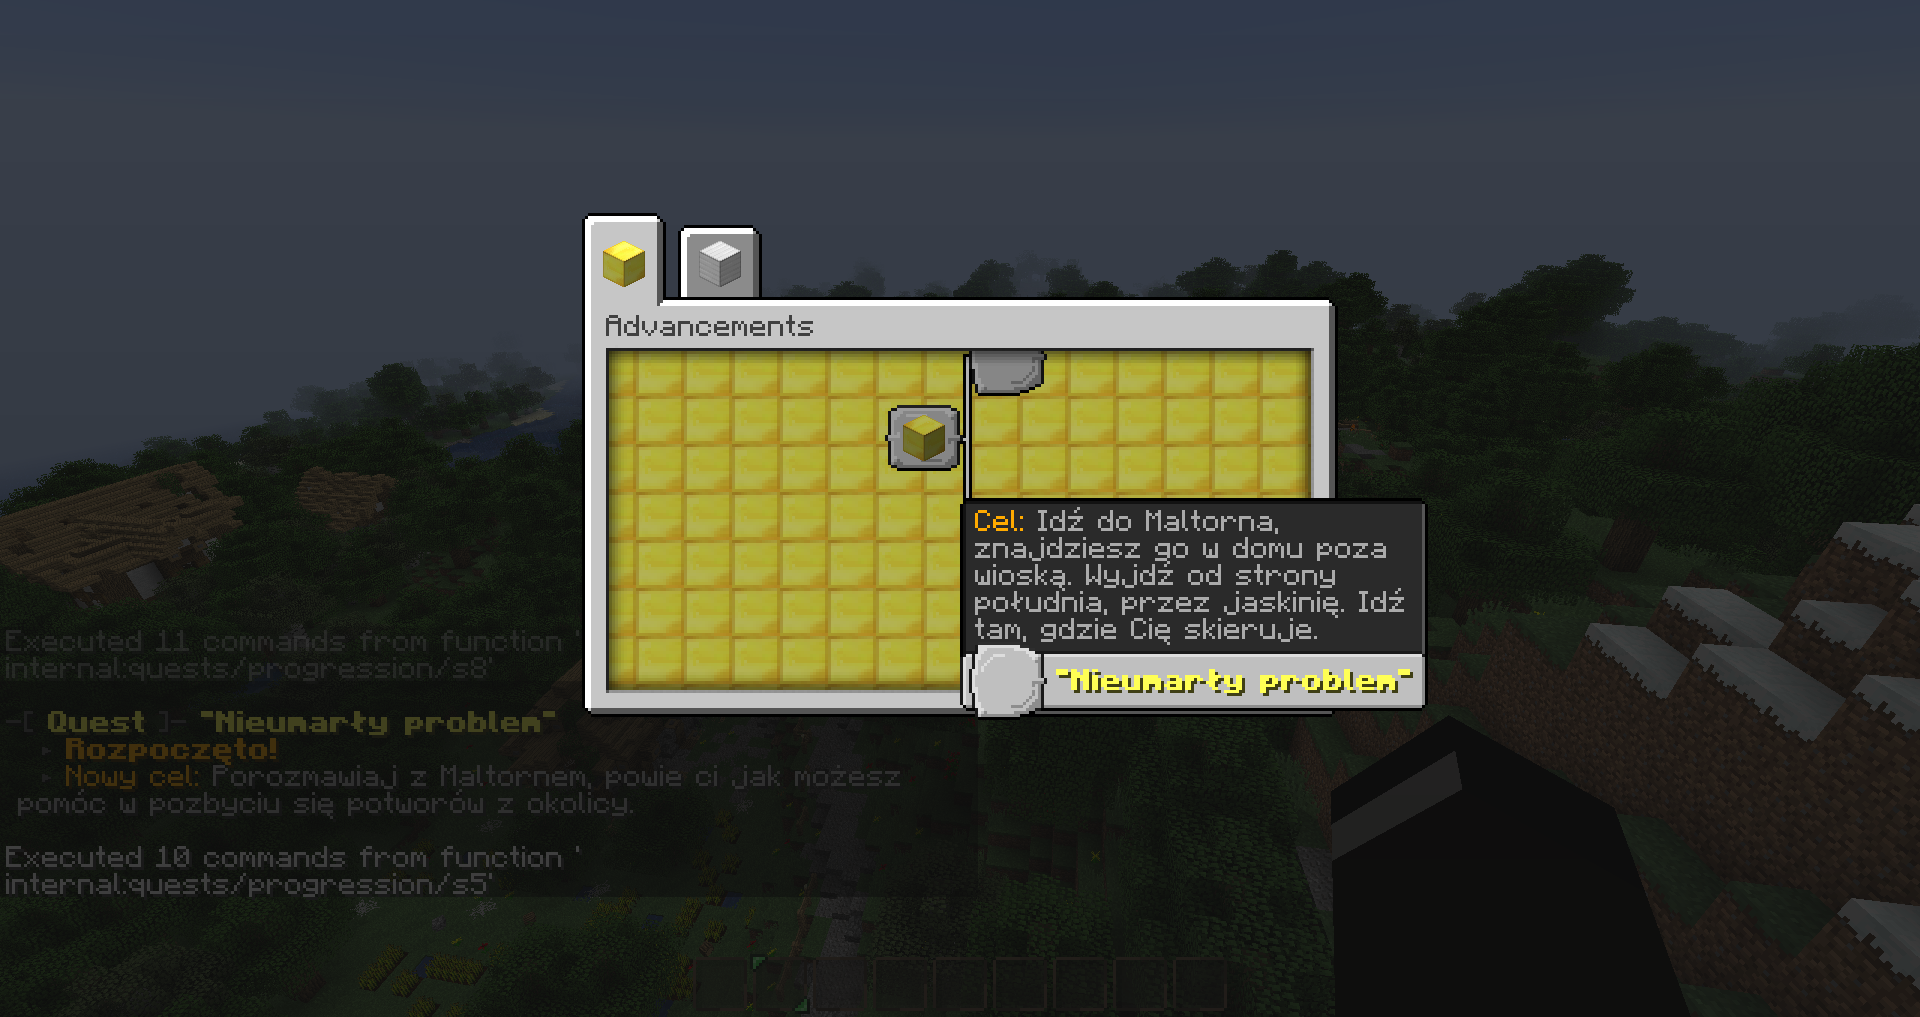 Advancements
Cel: Idź do Maltorna,
znajdziesz go w domu poza
wioską. Wyjdź od strony
południa, przez jaskinię. Idź
tam, gdzie Cię skieruje.
"Nieumarły problem"
Executed 11 commands from function '
internal:quests/progression/s8'
-[ Quest ]- "Nieumarły problem"
▸ Rozpoczęto!
▸ Nowy cel: Porozmawiaj z Maltornem, powie ci jak możesz
pomóc w pozbyciu się potworów z okolicy.
Executed 10 commands from function '
internal:quests/progression/s5'